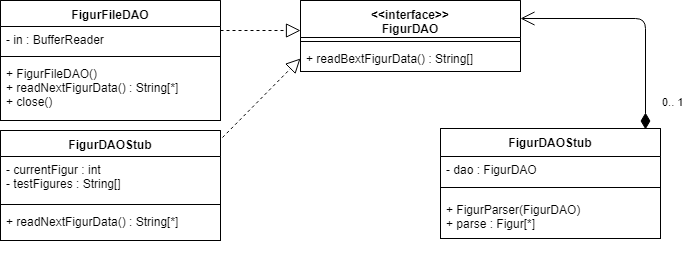 FigurFileDAO
- in : BufferReader
+ FigurFileDAO()
+ readNextFigurData() : String[*]
+ close()
<<interface>>
FigurDAO
+ readBextFigurData() : String[]
0.. 1
FigurDAOStub
- currentFigur : int
- testFigures : String[]
+ readNextFigurData() : String[*]
FigurDAOStub
- dao : FigurDAO
+ FigurParser(FigurDAO)
+ parse : Figur[*]